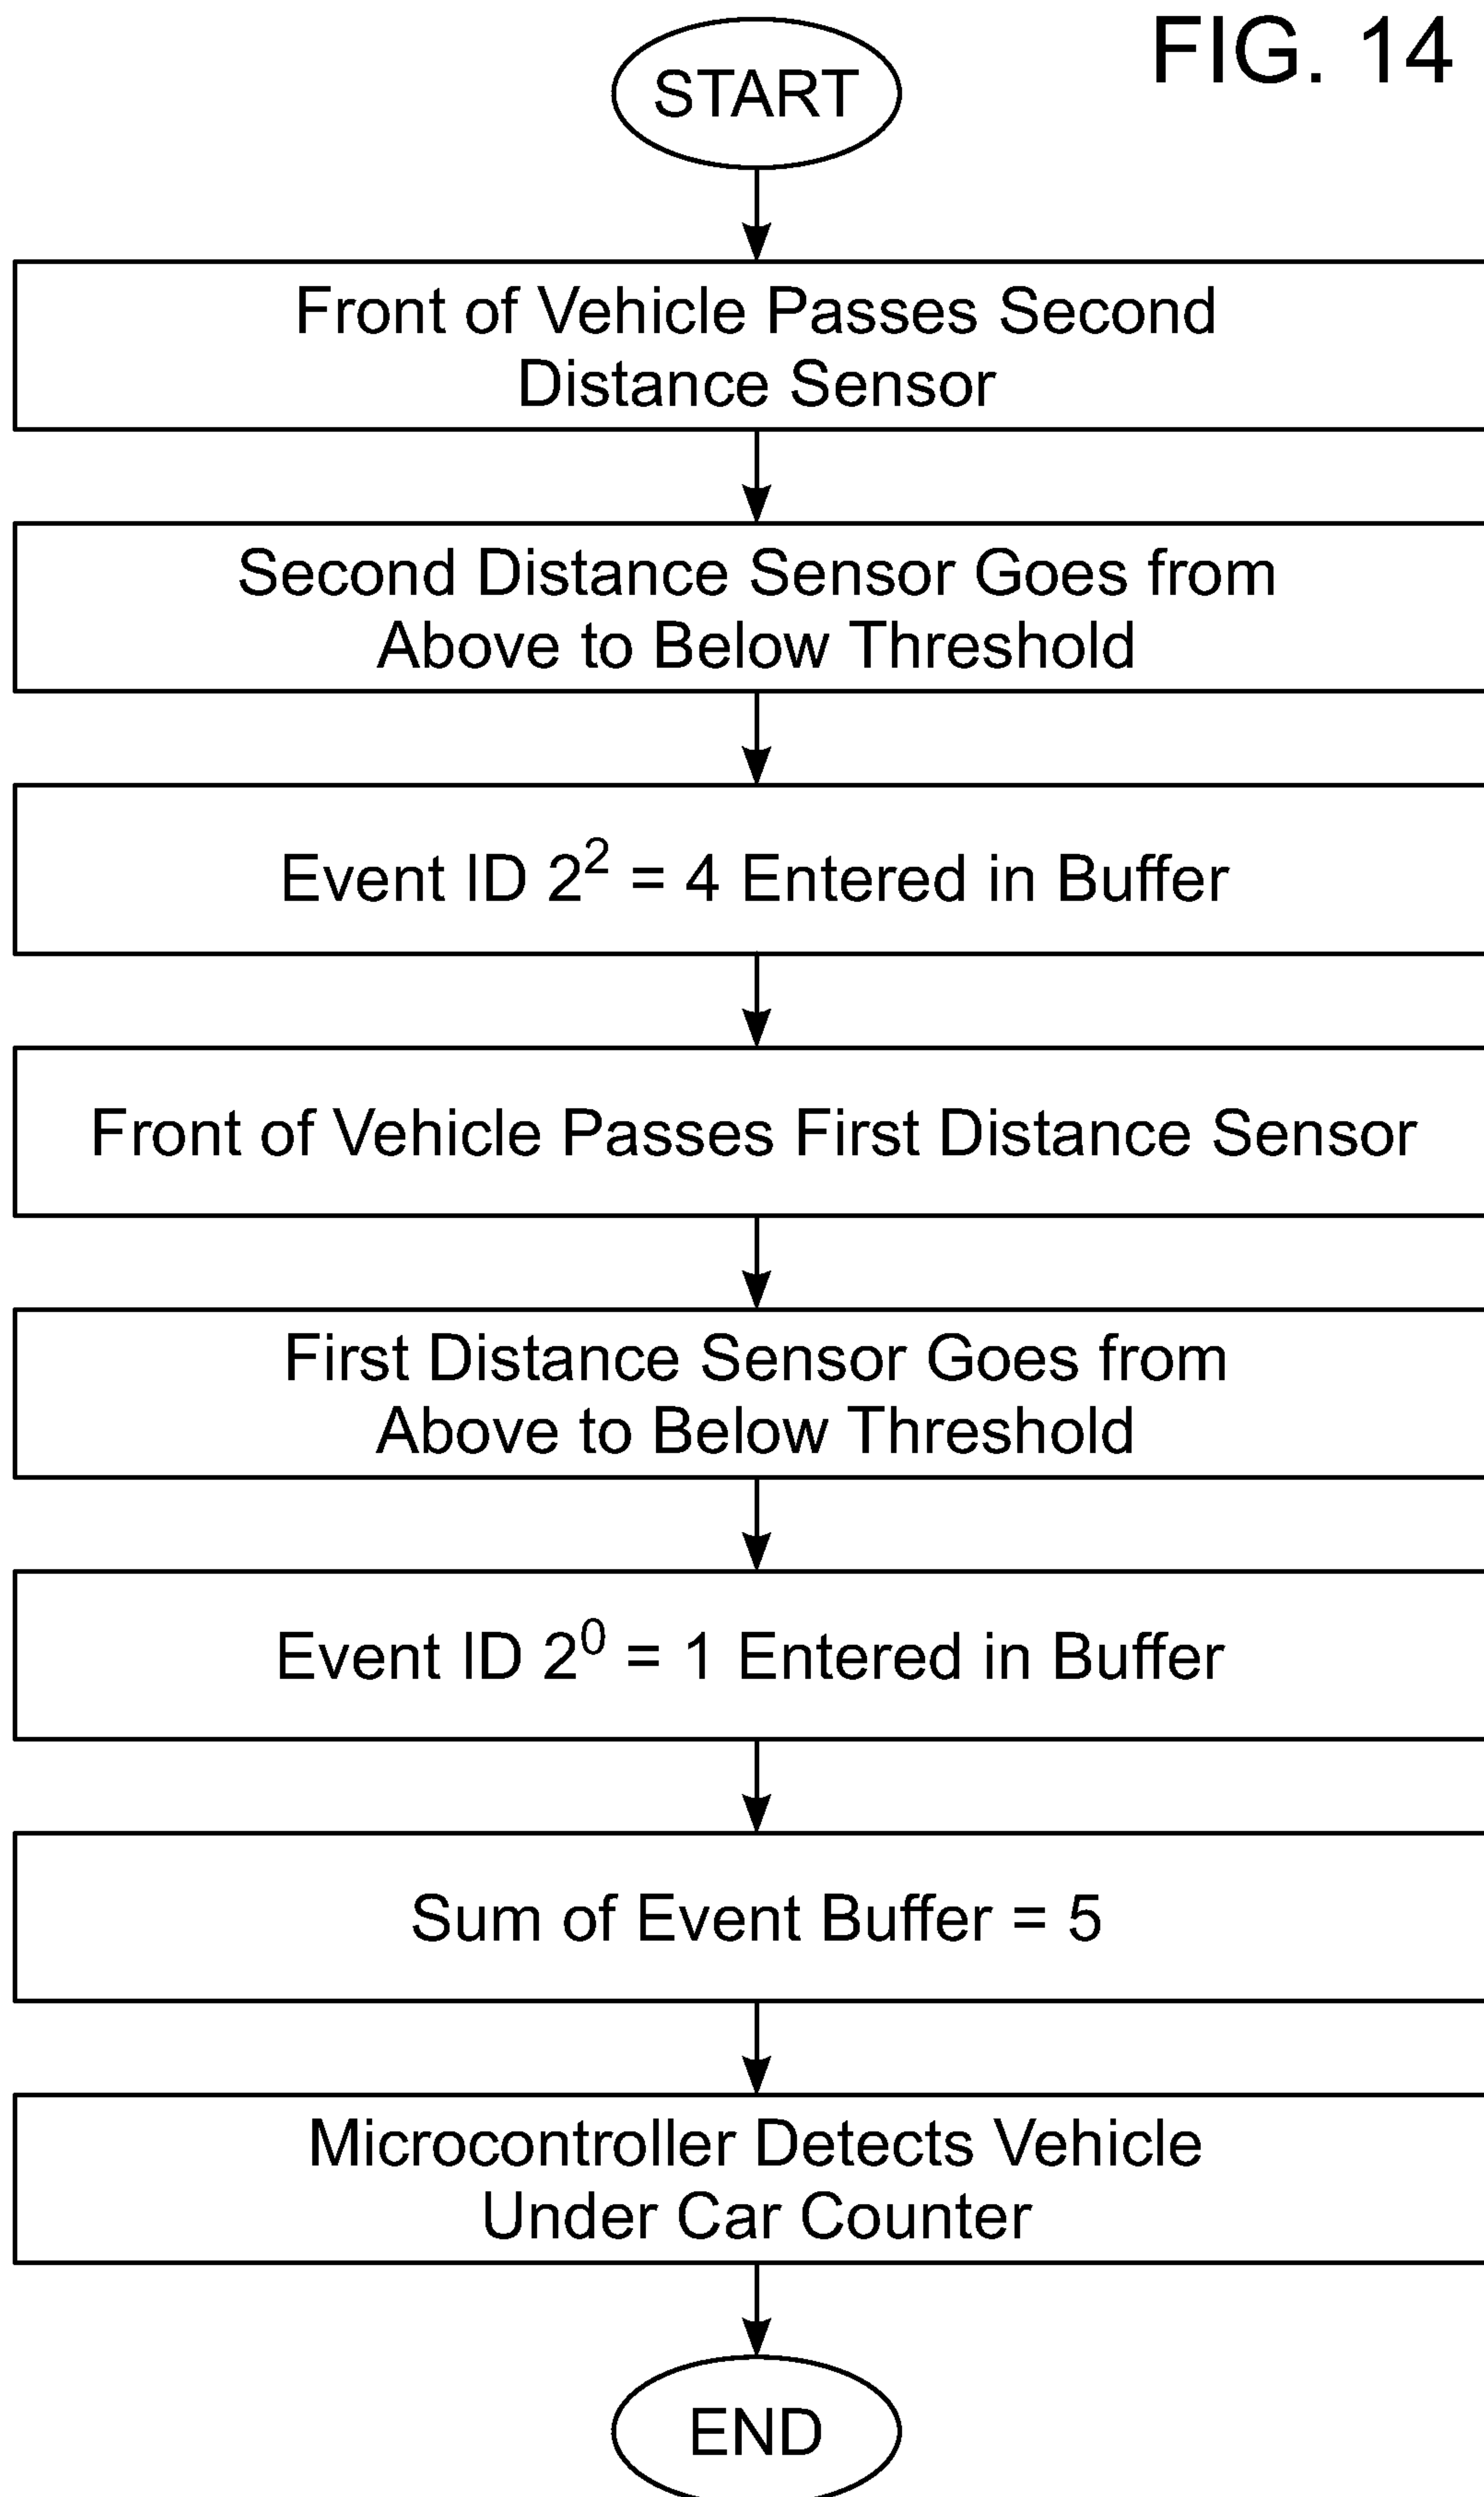 FIG. 14
START
Front of Vehicle Passes Second
Distance Sensor
Second Distance Sensor Goes from
Above to Below Threshold
Event ID 2² = 4 Entered in Buffer
Front of Vehicle Passes First Distance Sensor
First Distance Sensor Goes from
Above to Below Threshold
Event ID 2⁰ = 1 Entered in Buffer
Sum of Event Buffer = 5
Microcontroller Detects Vehicle
Under Car Counter
END